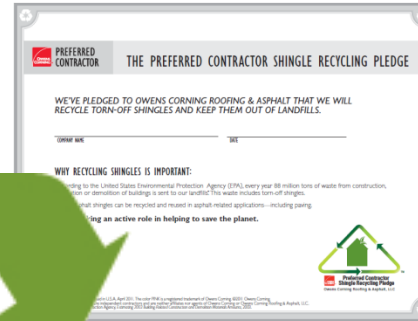 PREFERRED
CONTRACTOR
THE PREFERRED CONTRACTOR SHINGLE RECYCLING PLEDGE
WE'VE PLEDGED TO OWENS CORNING ROOFING & ASPHALT THAT WE WILL
RECYCLE TORN-OFF SHINGLES AND KEEP THEM OUT OF LANDFILLS.
COMPANY NAME
DATE
WHY RECYCLING SHINGLES IS IMPORTANT:
ording to the United States Environmental Protection Agency (EPA), every year 88 million tons of waste from construction,
tion or demolition of buildings is sent to our landfills. This waste includes torn-off shingles.
phalt shingles can be recycled and reused in asphalt-related applications—including paving.
king an active role in helping to save the planet.
Preferred Contractor
Shingle Recycling Pledge
Owens Corning Roofing & Asphalt, LLC